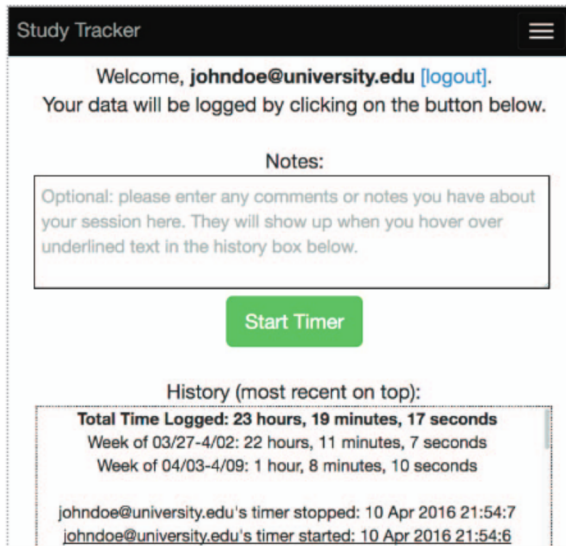 Study Tracker
Welcome, johndoe@university.edu [logout].
Your data will be logged by clicking on the button below.
Notes:
Optional: please enter any comments or notes you have about
your session here. They will show up when you hover over
underlined text in the history box below.
Start Timer
History (most recent on top):
Total Time Logged: 23 hours, 19 minutes, 17 seconds
Week of 03/27-4/02: 22 hours, 11 minutes, 7 seconds
Week of 04/03-4/09: 1 hour, 8 minutes, 10 seconds
johndoe@university.edu's timer stopped: 10 Apr 2016 21:54:7
johndoe@university.edu's timer started: 10 Apr 2016 21:54:6